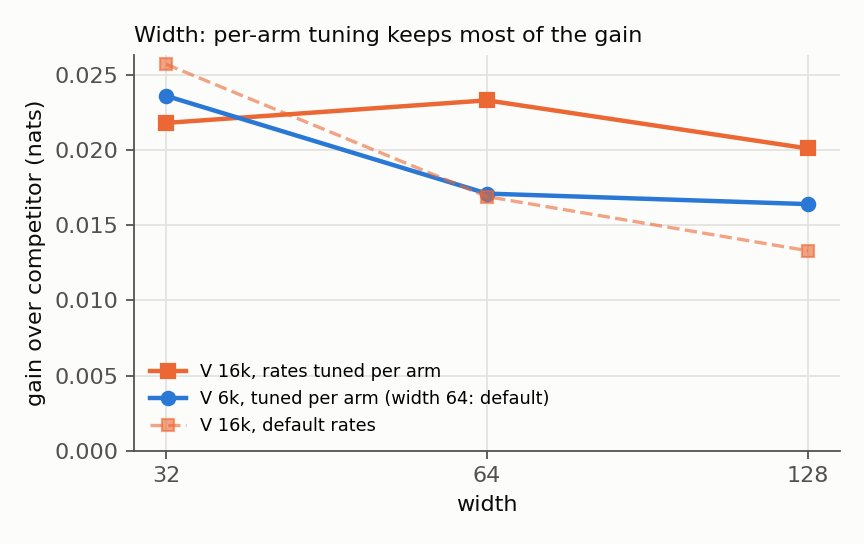 Width: per-arm tuning keeps most of the gain
gain over competitor (nats)
0.025
0.020
0.015
0.010
0.005
0.000
V 16k, rates tuned per arm
V 6k, tuned per arm (width 64: default)
V 16k, default rates
32 64 128
width